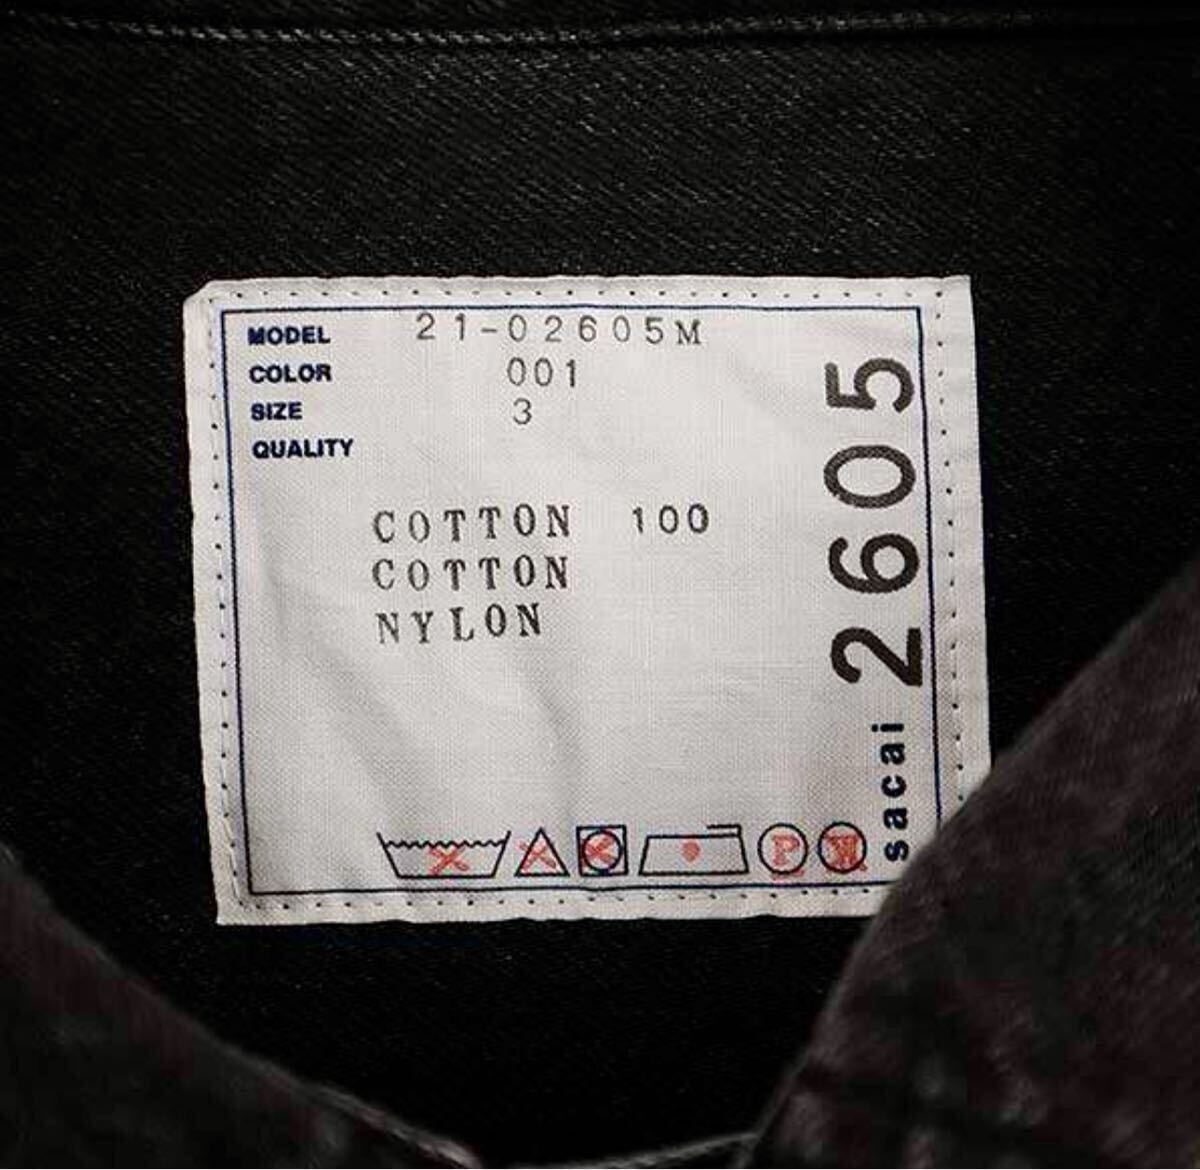 MODEL 21-02605M
COLOR 001
SIZE 3
QUALITY
COTTON 100
COTTON
NYLON
P
W
sacai 2605